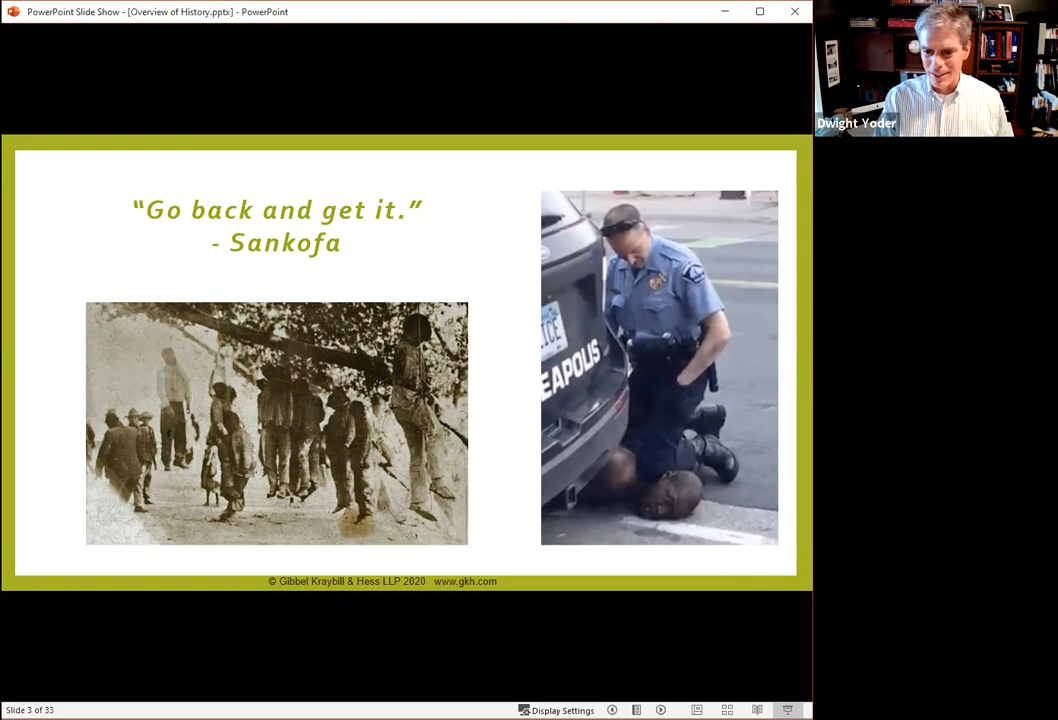 PowerPoint Slide Show - [Overview of History.pptx] - PowerPoint
Dwight Yoder
“Go back and get it.”
- Sankofa
ICE
EAPOLIS
© Gibbel Kraybill & Hess LLP 2020 www.gkh.com
Slide 3 of 33
Display Settings